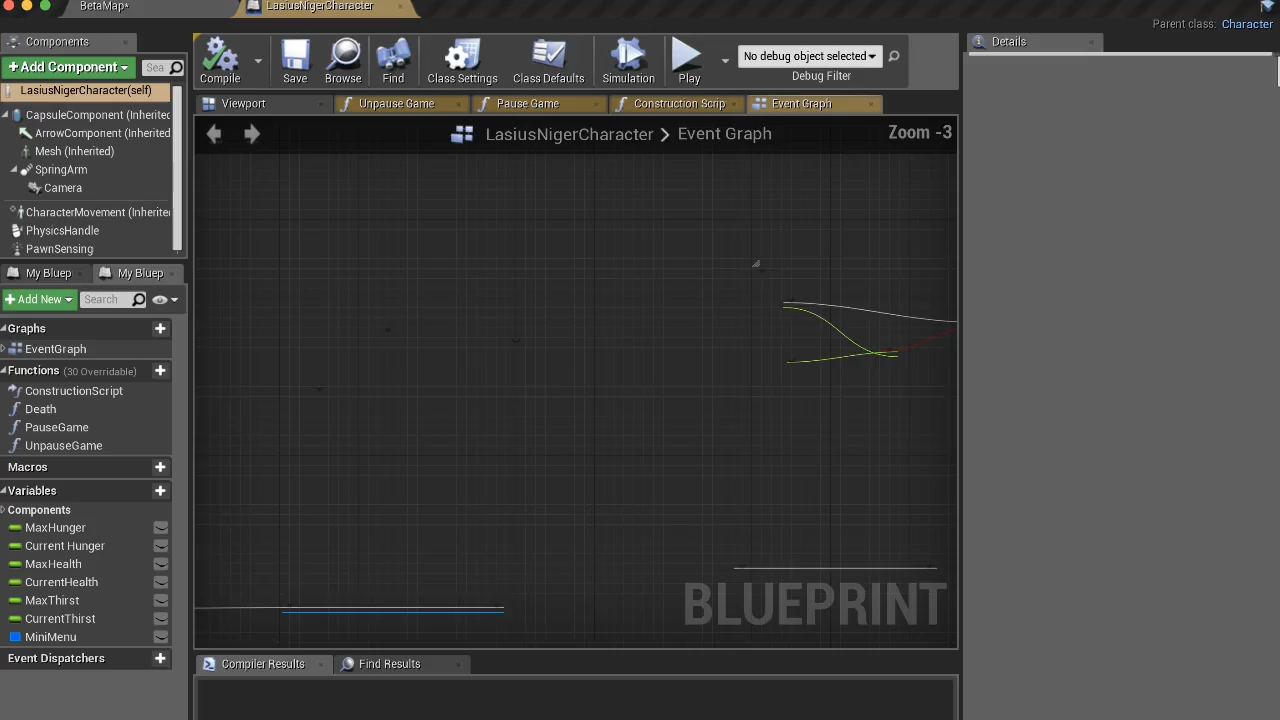 BetaMap*
LasiusNigerCharacter
Parent class: Character
Components
+Add Component
Sea
LasiusNigerCharacter(self)
CapsuleComponent (Inherited
ArrowComponent (Inherited
Mesh (Inherited)
SpringArm
Camera
CharacterMovement (Inherited
PhysicsHandle
PawnSensing
My Bluep
My Bluep
+Add New
Search
Graphs
EventGraph
Functions (30 Overridable)
ConstructionScript
Death
PauseGame
UnpauseGame
Macros
Variables
Components
MaxHunger
Current Hunger
MaxHealth
CurrentHealth
MaxThirst
CurrentThirst
MiniMenu
Event Dispatchers
Compile
Save
Browse
Find
Class Settings
Class Defaults
Simulation
Play
No debug object selected
Debug Filter
Viewport
Unpause Game
Pause Game
Construction Scrip
Event Graph
LasiusNigerCharacter > Event Graph
Zoom -3
BLUEPRINT
Compiler Results
Find Results
Details